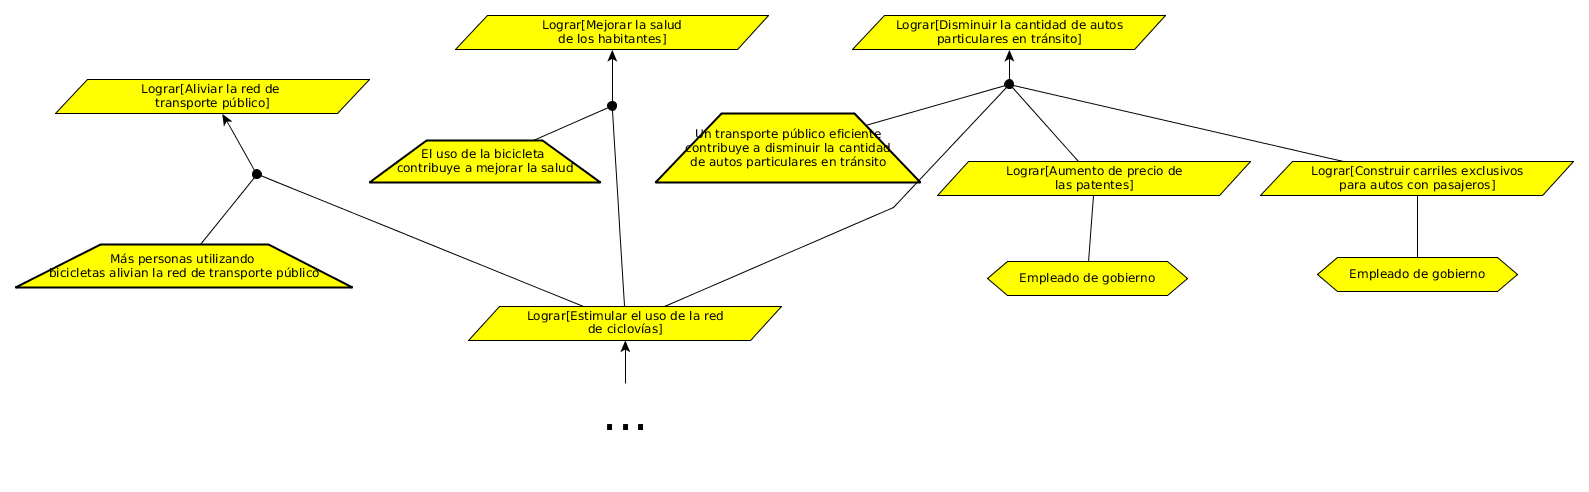 Lograr[Mejorar la salud
de los habitantes]
Lograr[Disminuir la cantidad de autos
particulares en tránsito]
Lograr[Aliviar la red de
transporte público]
El uso de la bicicleta
contribuye a mejorar la salud
Un transporte público eficiente
contribuye a disminuir la cantidad
de autos particulares en tránsito
Lograr[Aumento de precio de
las patentes]
Lograr[Construir carriles exclusivos
para autos con pasajeros]
Más personas utilizando
bicicletas alivian la red de transporte público
Empleado de gobierno
Empleado de gobierno
Lograr[Estimular el uso de la red
de ciclovías]
...